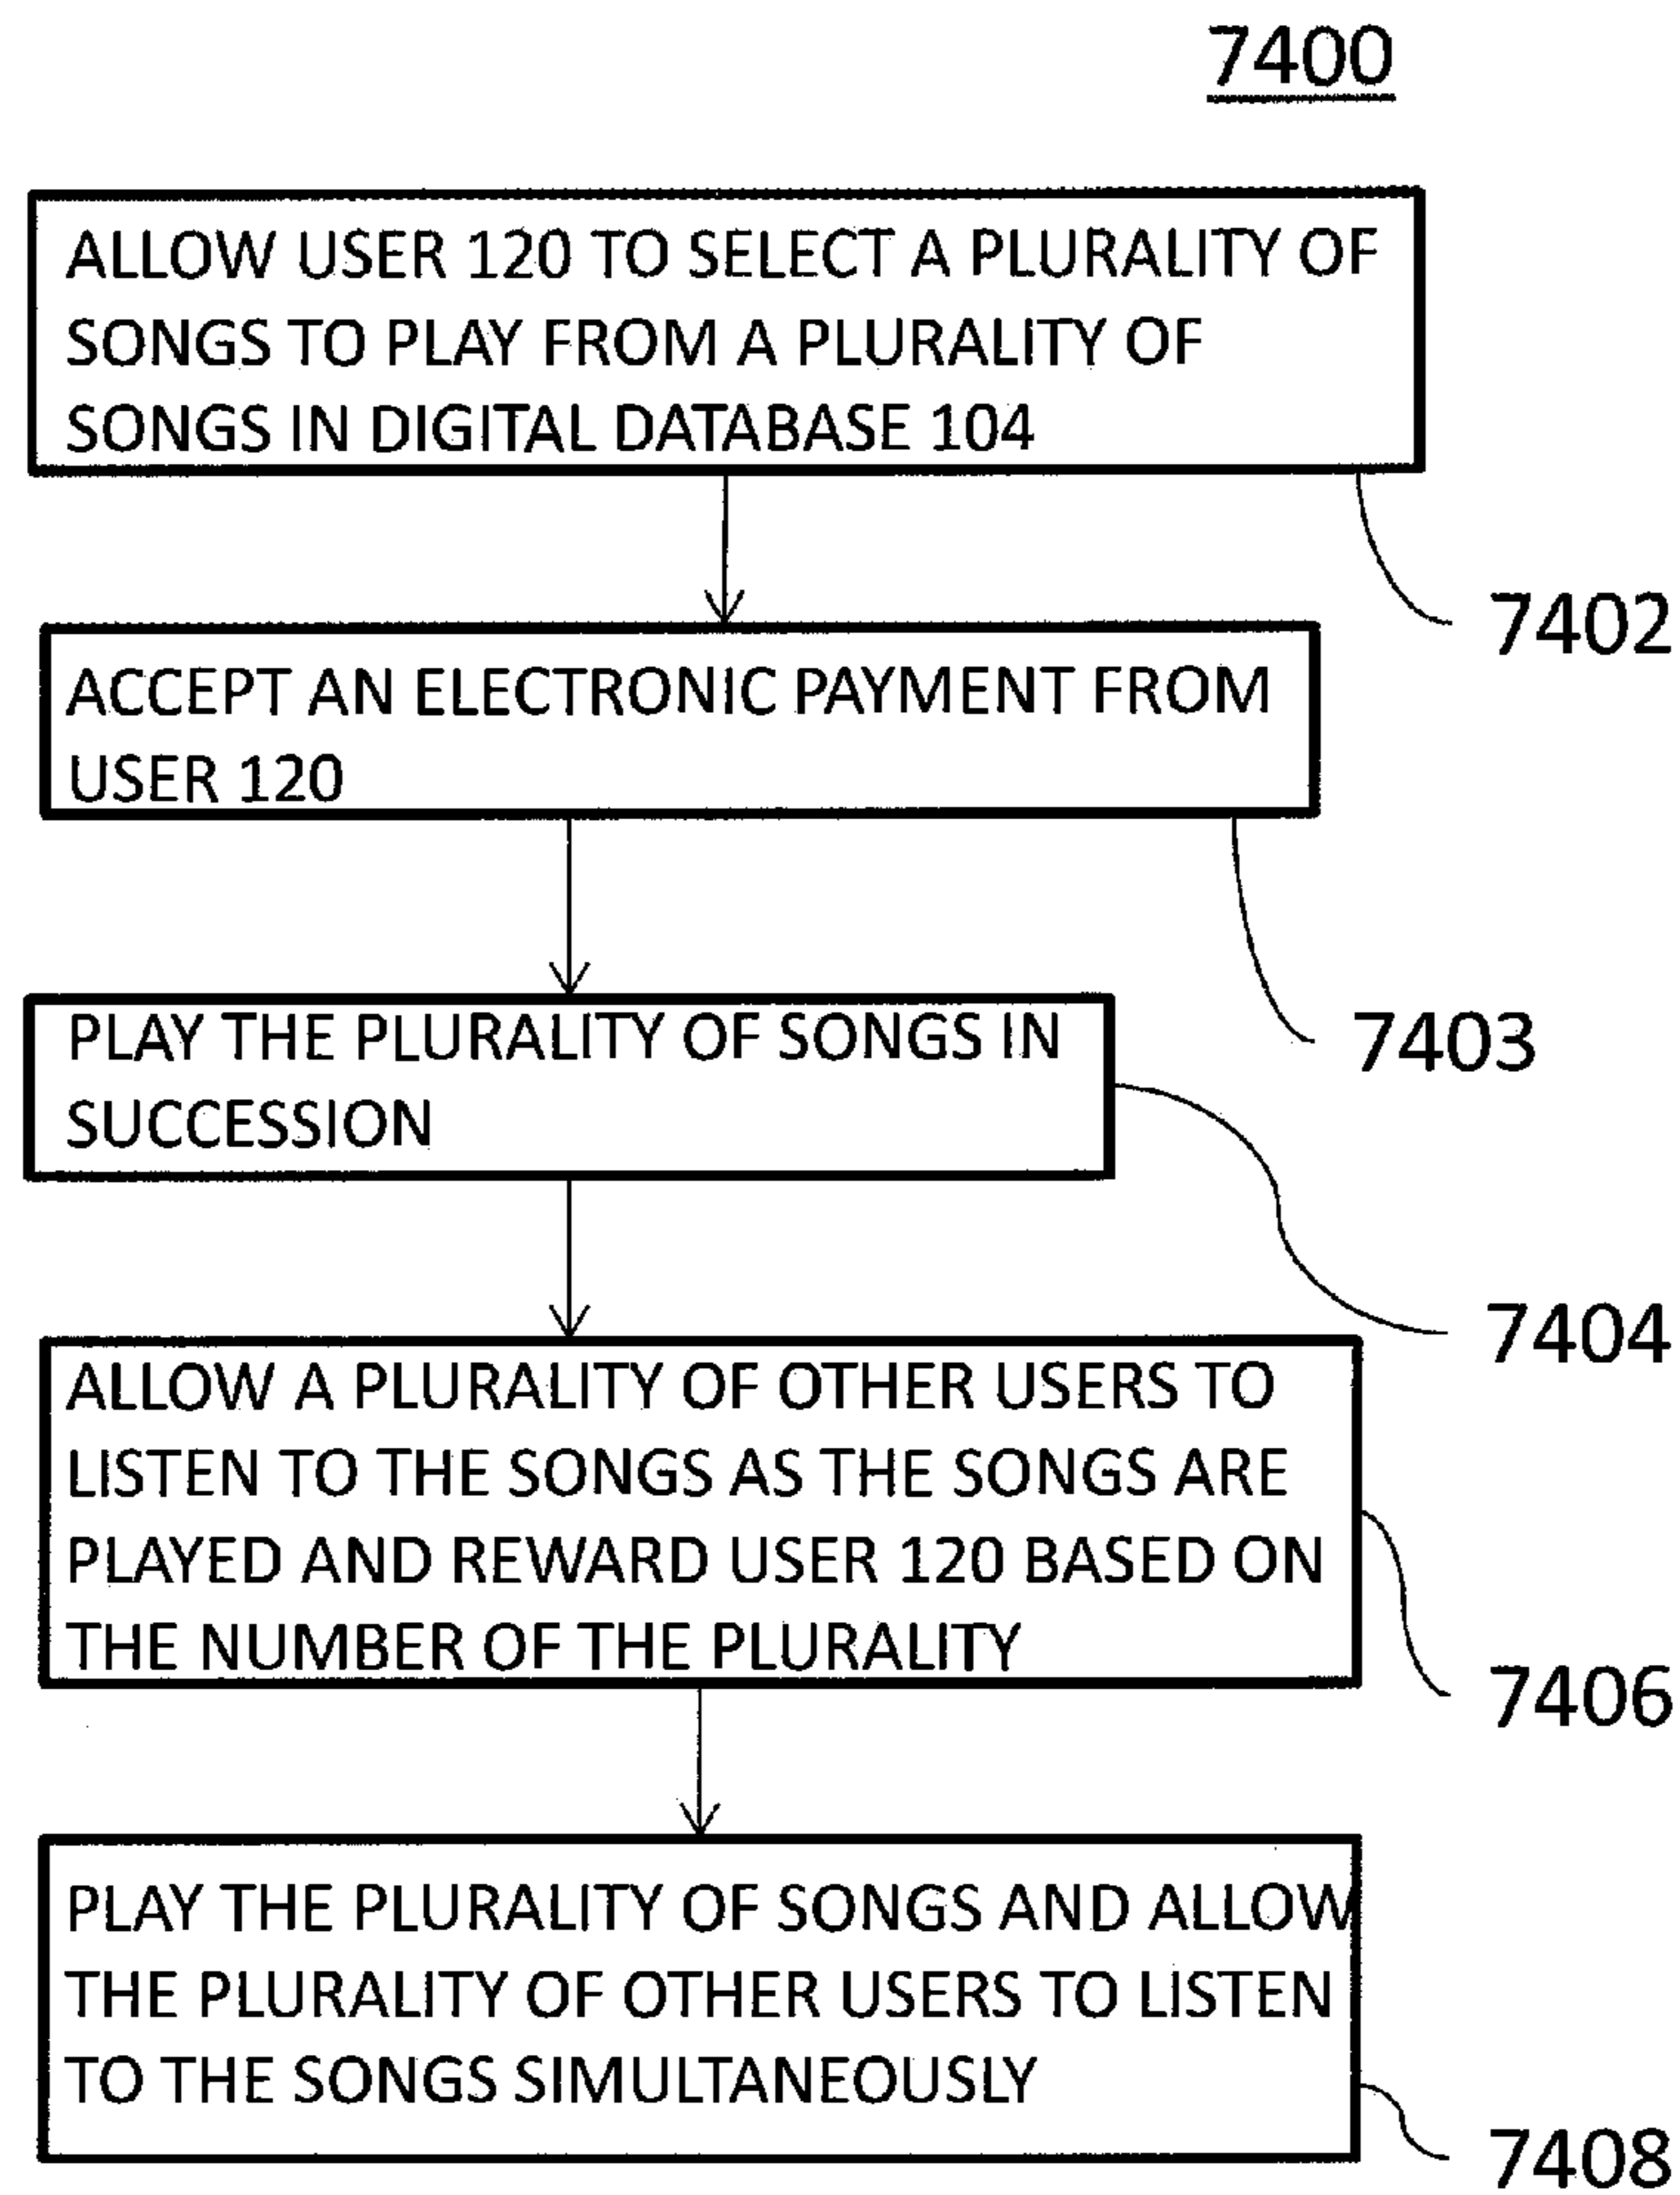 7400
ALLOW USER 120 TO SELECT A PLURALITY OF
SONGS TO PLAY FROM A PLURALITY OF
SONGS IN DIGITAL DATABASE 104
7402
ACCEPT AN ELECTRONIC PAYMENT FROM
USER 120
7403
PLAY THE PLURALITY OF SONGS IN
SUCCESSION
7404
ALLOW A PLURALITY OF OTHER USERS TO
LISTEN TO THE SONGS AS THE SONGS ARE
PLAYED AND REWARD USER 120 BASED ON
THE NUMBER OF THE PLURALITY
7406
PLAY THE PLURALITY OF SONGS AND ALLOW
THE PLURALITY OF OTHER USERS TO LISTEN
TO THE SONGS SIMULTANEOUSLY
7408